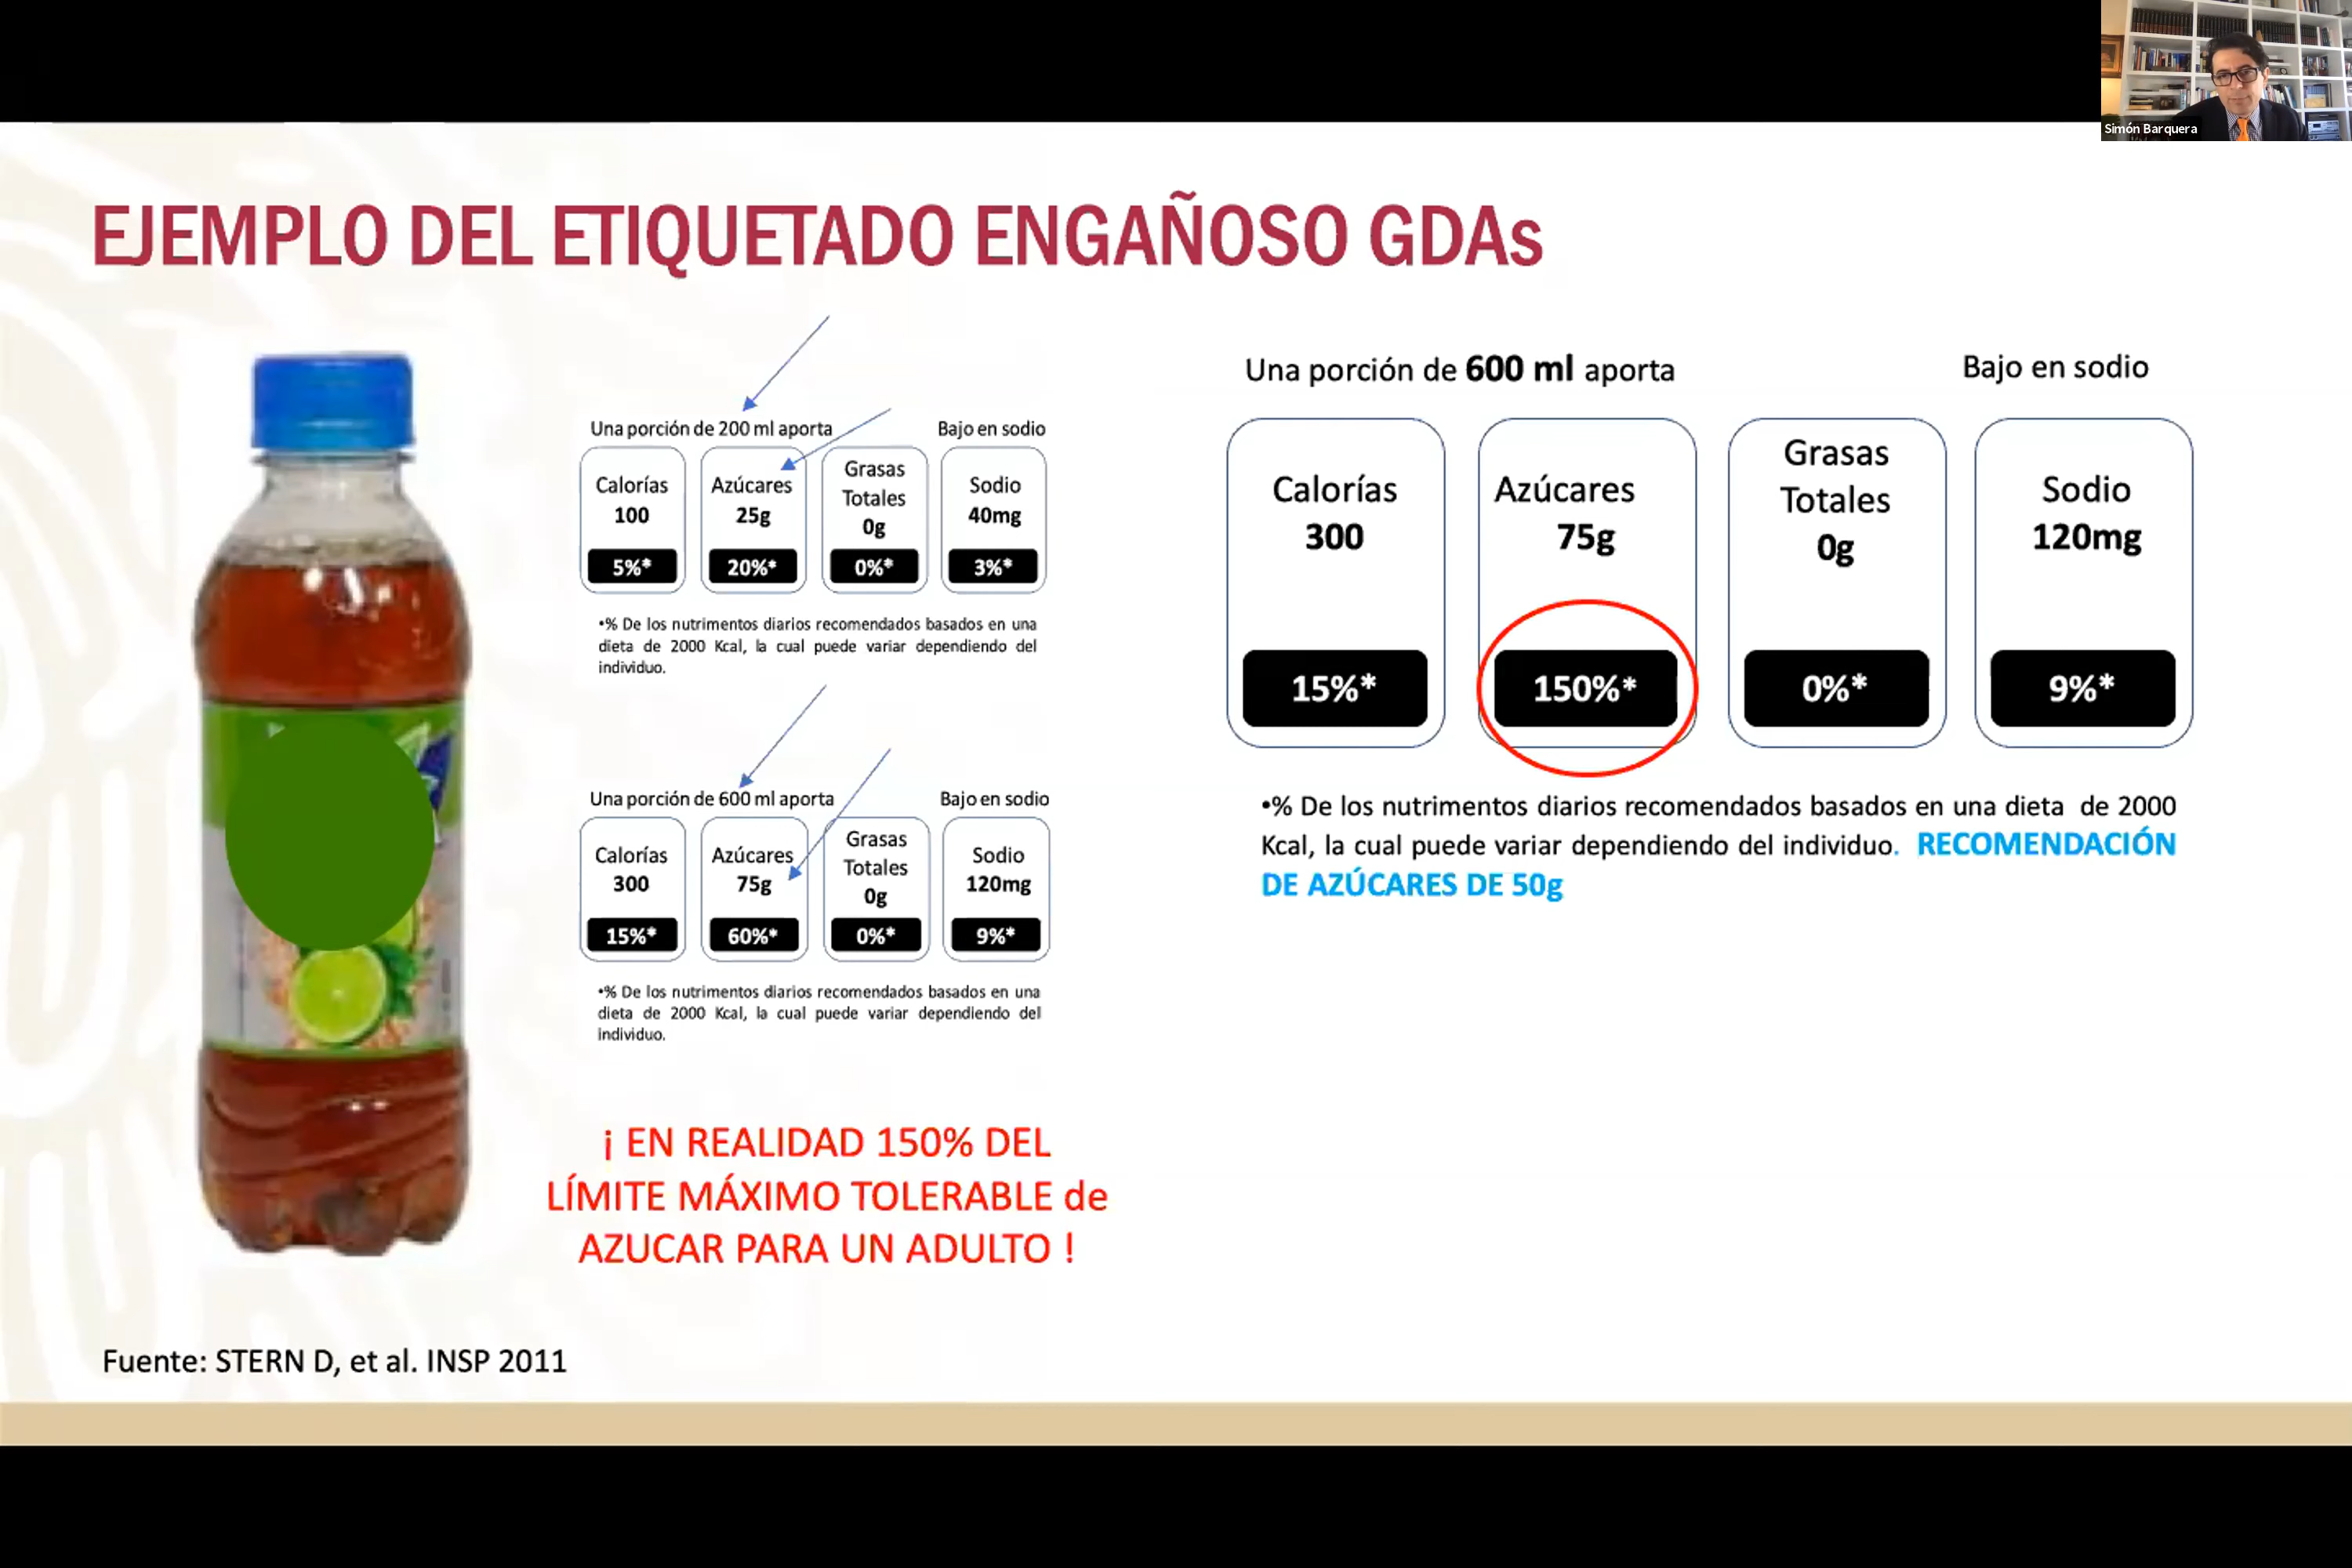 Simón Barquera
EJEMPLO DEL ETIQUETADO ENGAÑOSO GDAs
Una porción de 200 ml aporta
Bajo en sodio
Calorías
100
5%*
Azúcares
25g
20%*
Grasas
Totales
0g
0%*
Sodio
40mg
3%*
•% De los nutrimentos diarios recomendados basados en una
dieta de 2000 Kcal, la cual puede variar dependiendo del
individuo.
Una porción de 600 ml aporta
Bajo en sodio
Calorías
300
15%*
Azúcares
75g
60%*
Grasas
Totales
0g
0%*
Sodio
120mg
9%*
•% De los nutrimentos diarios recomendados basados en una
dieta de 2000 Kcal, la cual puede variar dependiendo del
individuo.
¡ EN REALIDAD 150% DEL
LÍMITE MÁXIMO TOLERABLE de
AZUCAR PARA UN ADULTO !
Una porción de 600 ml aporta
Bajo en sodio
Calorías
300
15%*
Azúcares
75g
150%*
Grasas
Totales
0g
0%*
Sodio
120mg
9%*
•% De los nutrimentos diarios recomendados basados en una dieta de 2000
Kcal, la cual puede variar dependiendo del individuo. RECOMENDACIÓN
DE AZÚCARES DE 50g
Fuente: STERN D, et al. INSP 2011